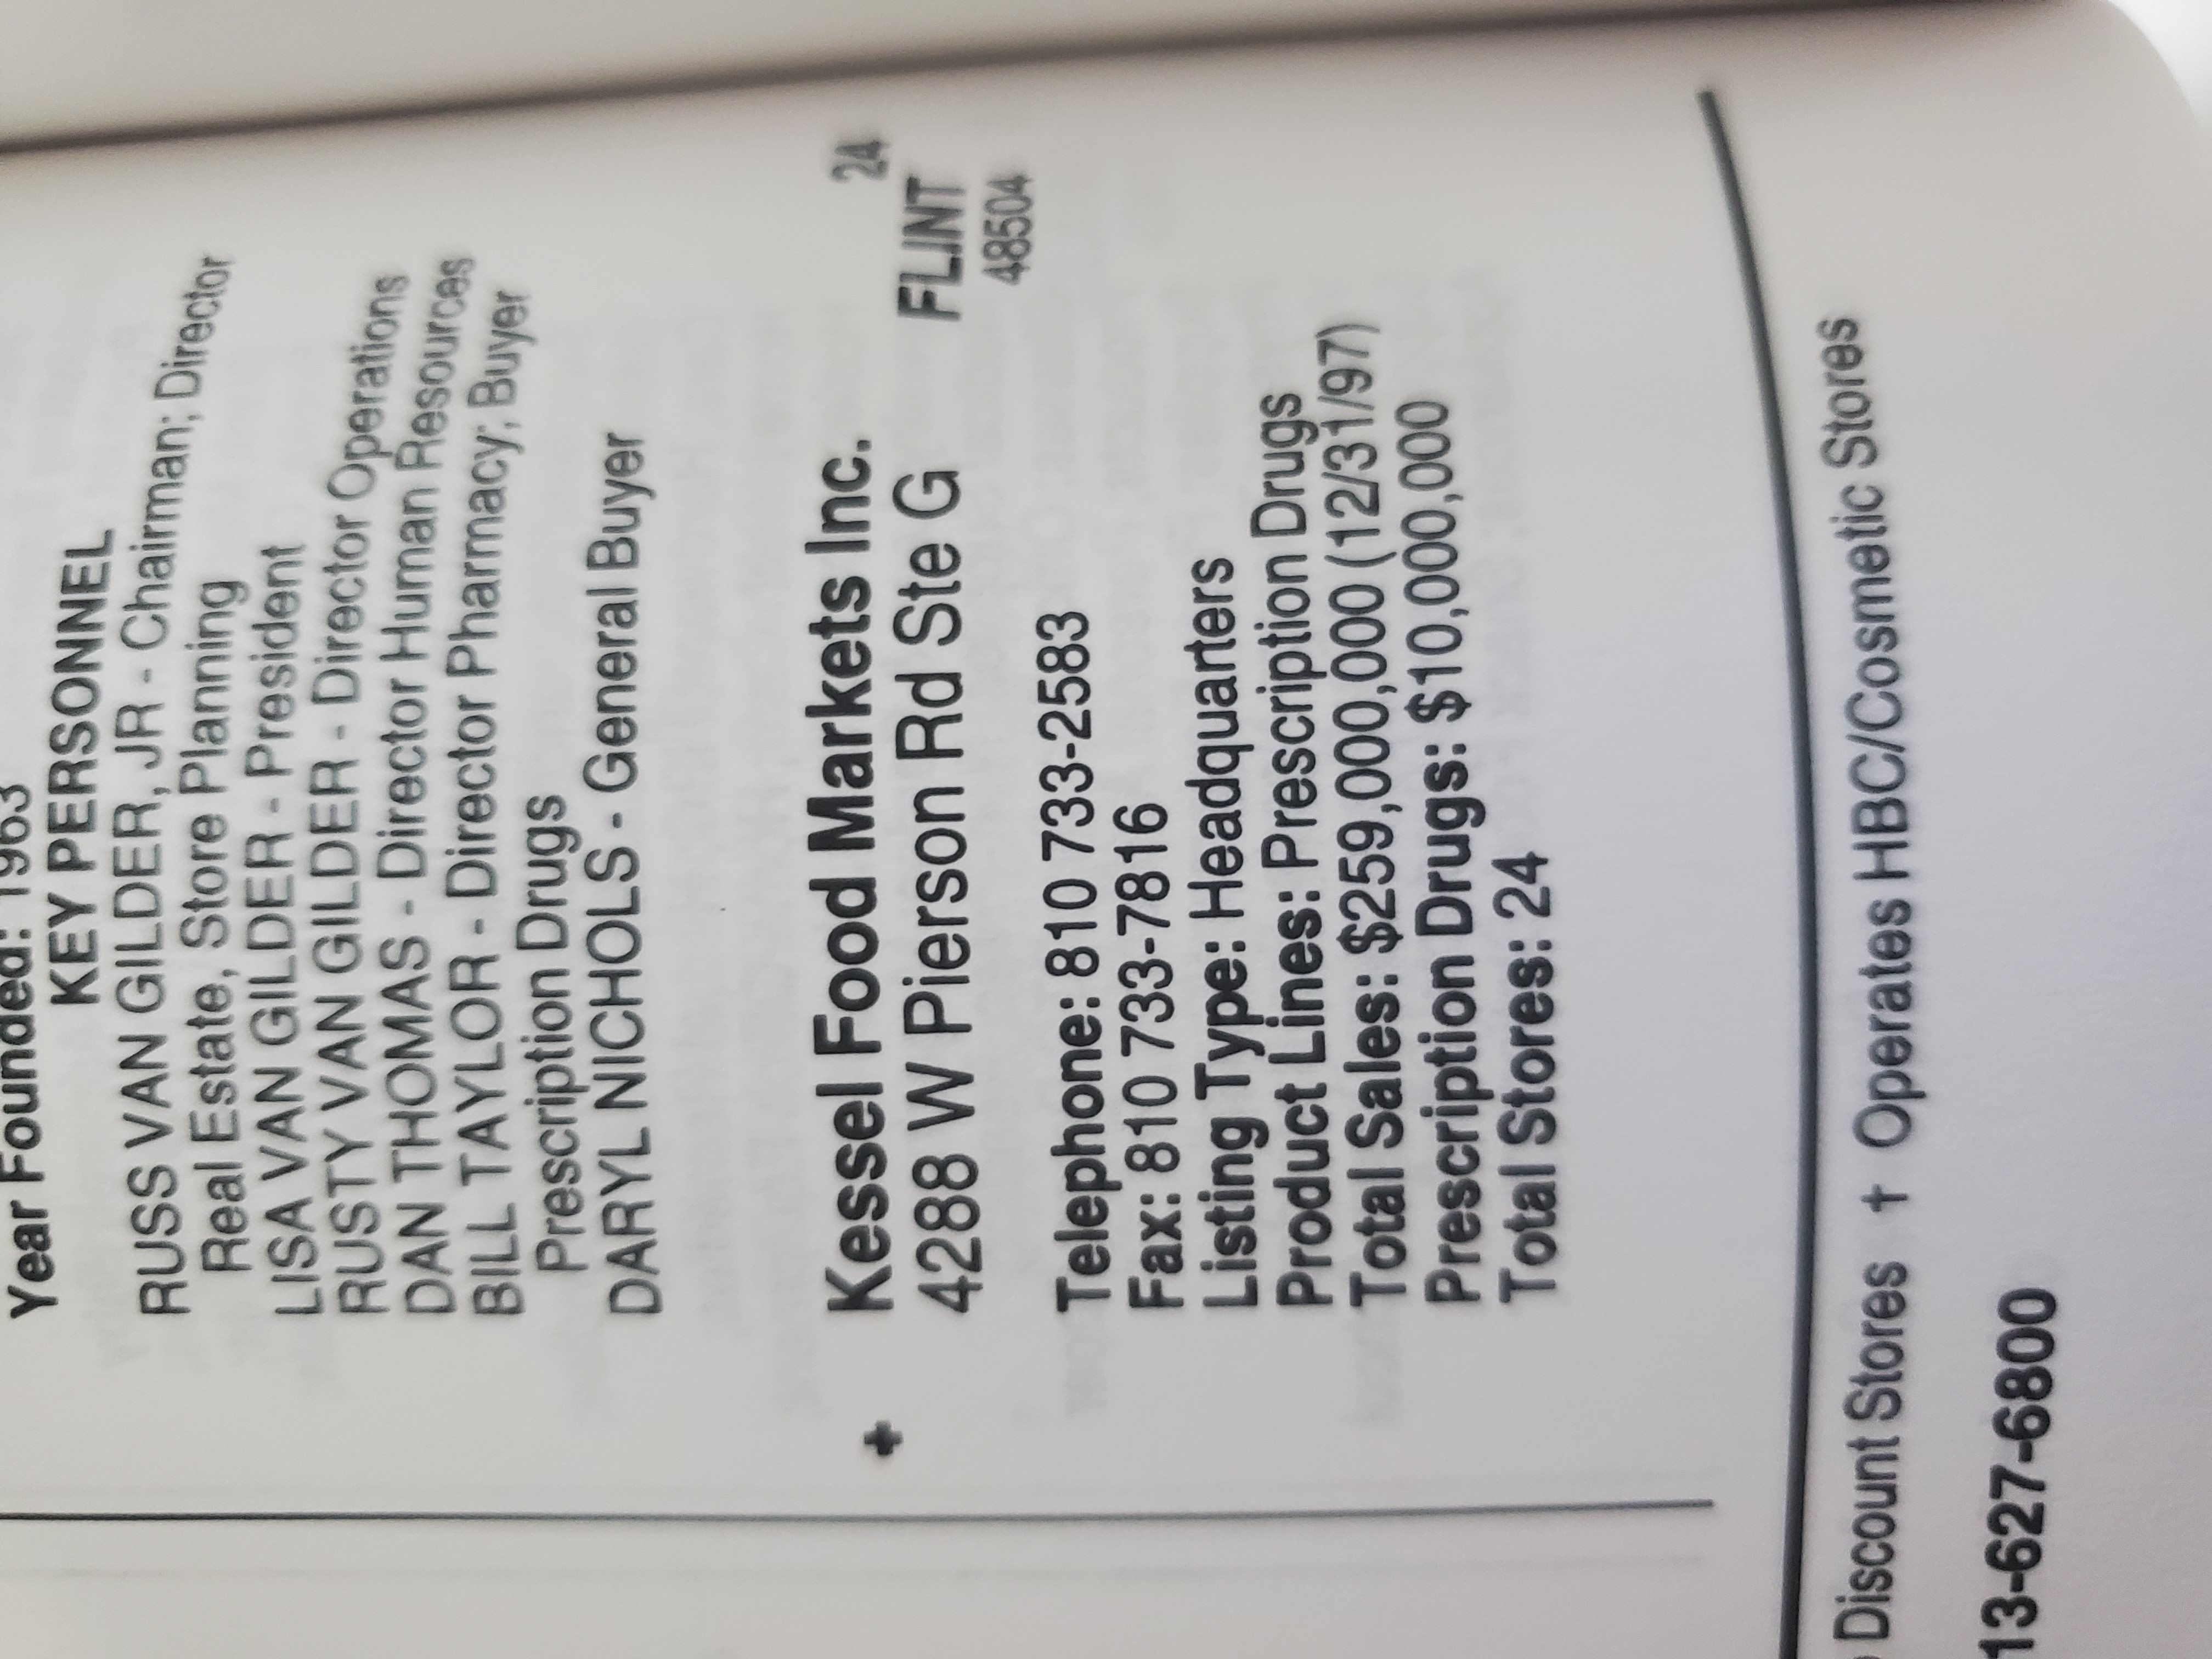 Year Founded: 1963
KEY PERSONNEL
RUSS VAN GILDER, JR - Chairman; Director
Real Estate, Store Planning
LISA VAN GILDER - President
RUSTY VAN GILDER - Director Operations
DAN THOMAS - Director Human Resources
BILL TAYLOR - Director Pharmacy; Buyer
Prescription Drugs
DARYL NICHOLS - General Buyer
+ Kessel Food Markets Inc. 24
4288 W Pierson Rd Ste G FLINT
48504
Telephone: 810 733-2583
Fax: 810 733-7816
Listing Type: Headquarters
Product Lines: Prescription Drugs
Total Sales: $259,000,000 (12/31/97)
Prescription Drugs: $10,000,000
Total Stores: 24
Discount Stores † Operates HBC/Cosmetic Stores
13-627-6800